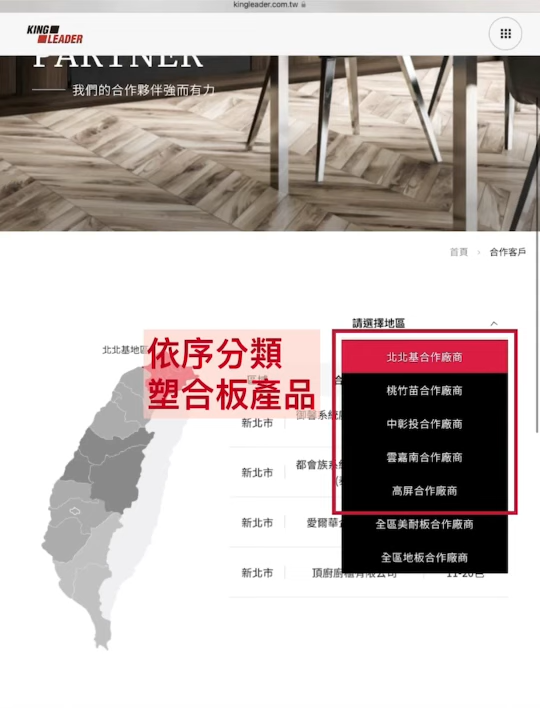 kingleader.com.tw
KING
LEADER
PARTNER
我們的合作夥伴強而有力
首頁 › 合作客戶
請選擇地區
北北基地區
依序分類
塑合板產品
北北基合作廠商
桃竹苗合作廠商
中彰投合作廠商
雲嘉南合作廠商
高屏合作廠商
全區美耐板合作廠商
全區地板合作廠商
新北市
新北市 都會族系
新北市 愛爾華
新北市 頂廚廚櫃有限公司 11-20色